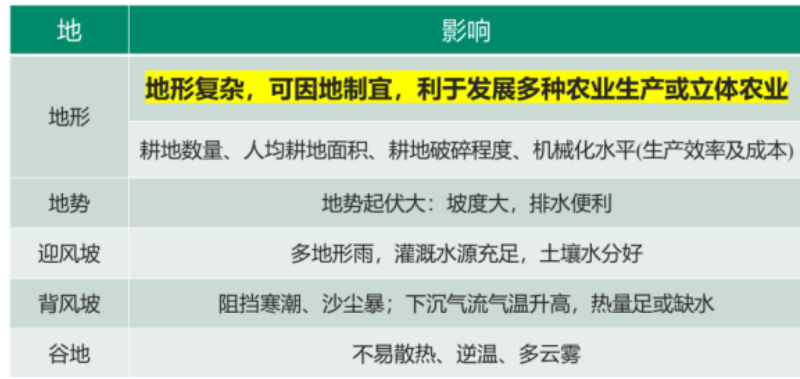 地 影响
地形 地形复杂，可因地制宜，利于发展多种农业生产或立体农业
耕地数量、人均耕地面积、耕地破碎程度、机械化水平(生产效率及成本)
地势 地势起伏大：坡度大，排水便利
迎风坡 多地形雨，灌溉水源充足，土壤水分好
背风坡 阻挡寒潮、沙尘暴；下沉气流气温升高，热量足或缺水
谷地 不易散热、逆温、多云雾